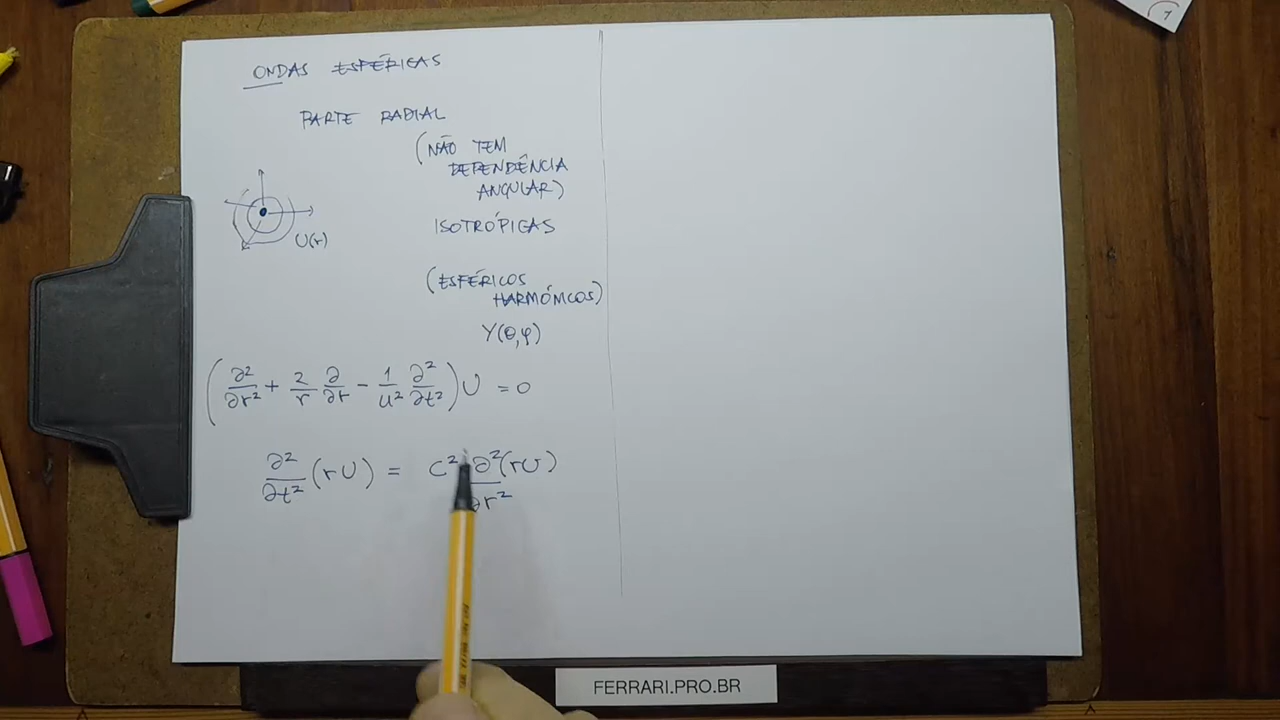 ONDAS ESFÉRICAS
PARTE RADIAL
(NÃO TEM
DEPENDÊNCIA
ANGULAR)
ISOTRÓPICAS
U(r)
(ESFÉRICOS
HARMÔNICOS)
Y(θ,φ)
(∂²/∂r² + 2/r ∂/∂r − 1/u² ∂²/∂t²) U = 0
∂²/∂t² (rU) = C² ∂²(rU)/∂r²
FERRARI.PRO.BR